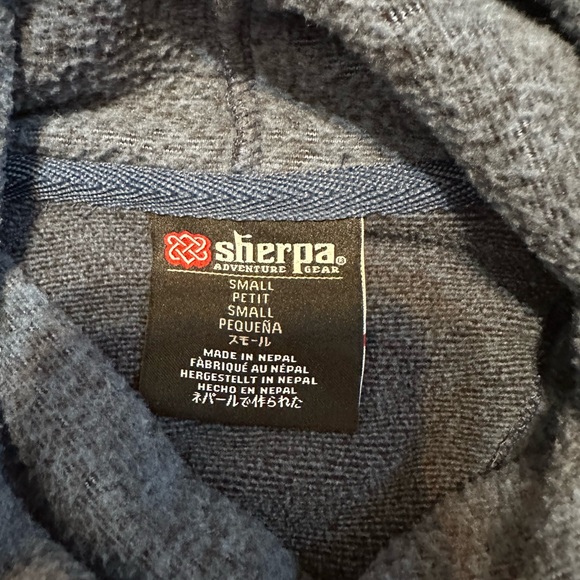 sherpa®
ADVENTURE GEAR
SMALL
PETIT
SMALL
PEQUEÑA
スモール
MADE IN NEPAL
FÀBRIQUÉ AU NÉPAL
HERGESTELLT IN NEPAL
HECHO EN NEPAL
ネパールで作られた